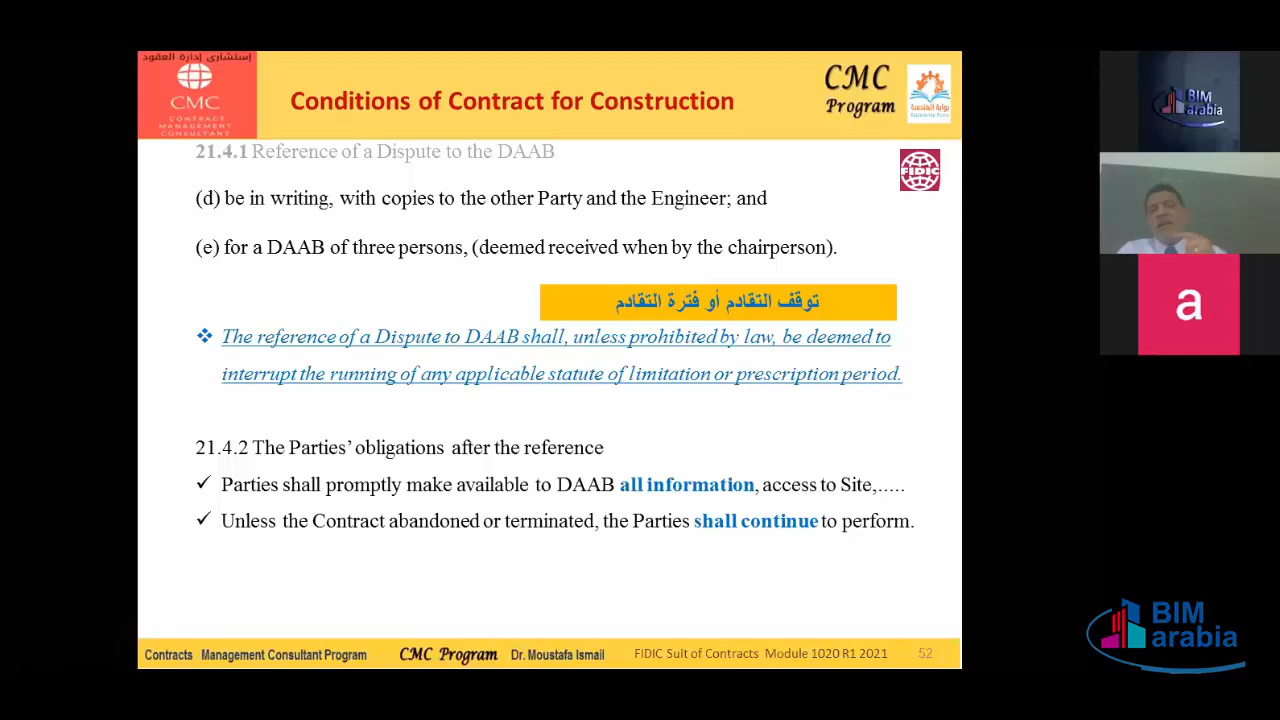 إستشاري إدارة العقود
CMC
CONTRACT
MANAGEMENT
CONSULTANT
Conditions of Contract for Construction
CMC
Program
بوابة الهندسة
21.4.1 Reference of a Dispute to the DAAB
FIDIC
(d) be in writing, with copies to the other Party and the Engineer; and
(e) for a DAAB of three persons, (deemed received when by the chairperson).
توقف التقادم أو فترة التقادم
❖ The reference of a Dispute to DAAB shall, unless prohibited by law, be deemed to
interrupt the running of any applicable statute of limitation or prescription period.
21.4.2 The Parties' obligations after the reference
✓ Parties shall promptly make available to DAAB all information, access to Site,.....
✓ Unless the Contract abandoned or terminated, the Parties shall continue to perform.
Contracts Management Consultant Program CMC Program Dr. Moustafa Ismail FIDIC Suit of Contracts Module 1020 R1 2021 52
BIM
arabia
a
BIM
arabia